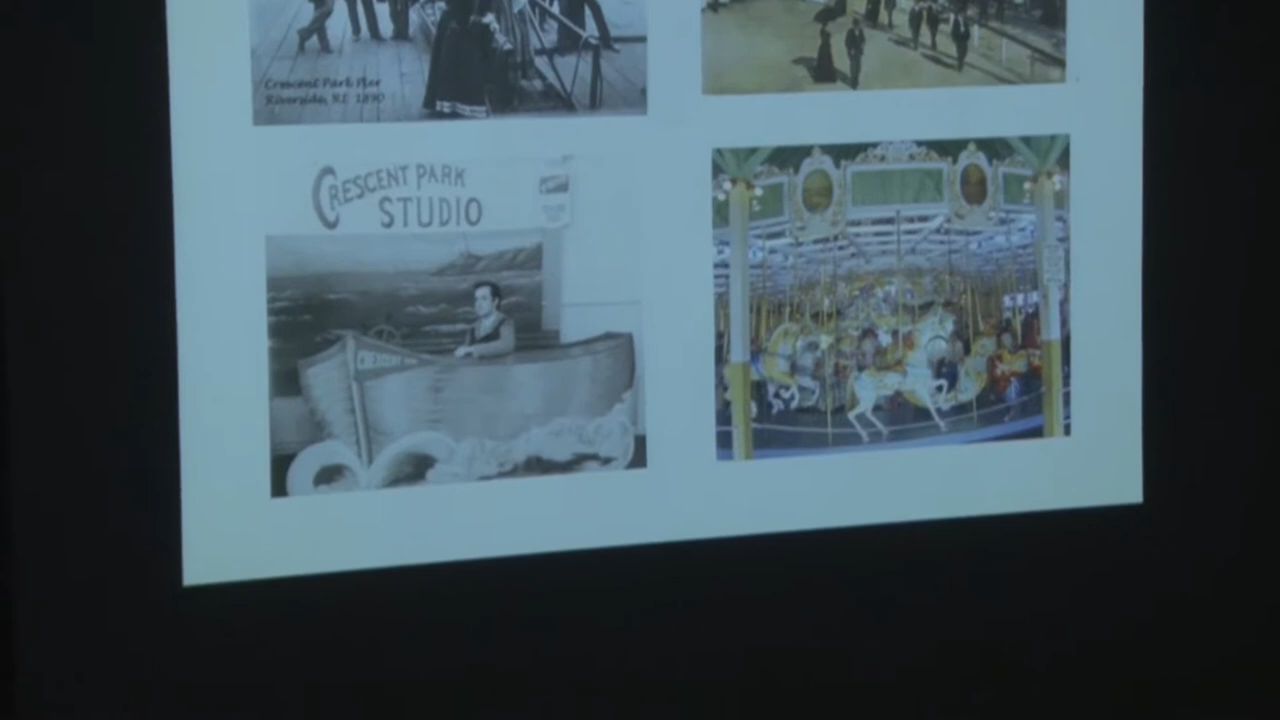 Crescent Park Pier
Riverside, RI 1890
CRESCENT PARK
STUDIO